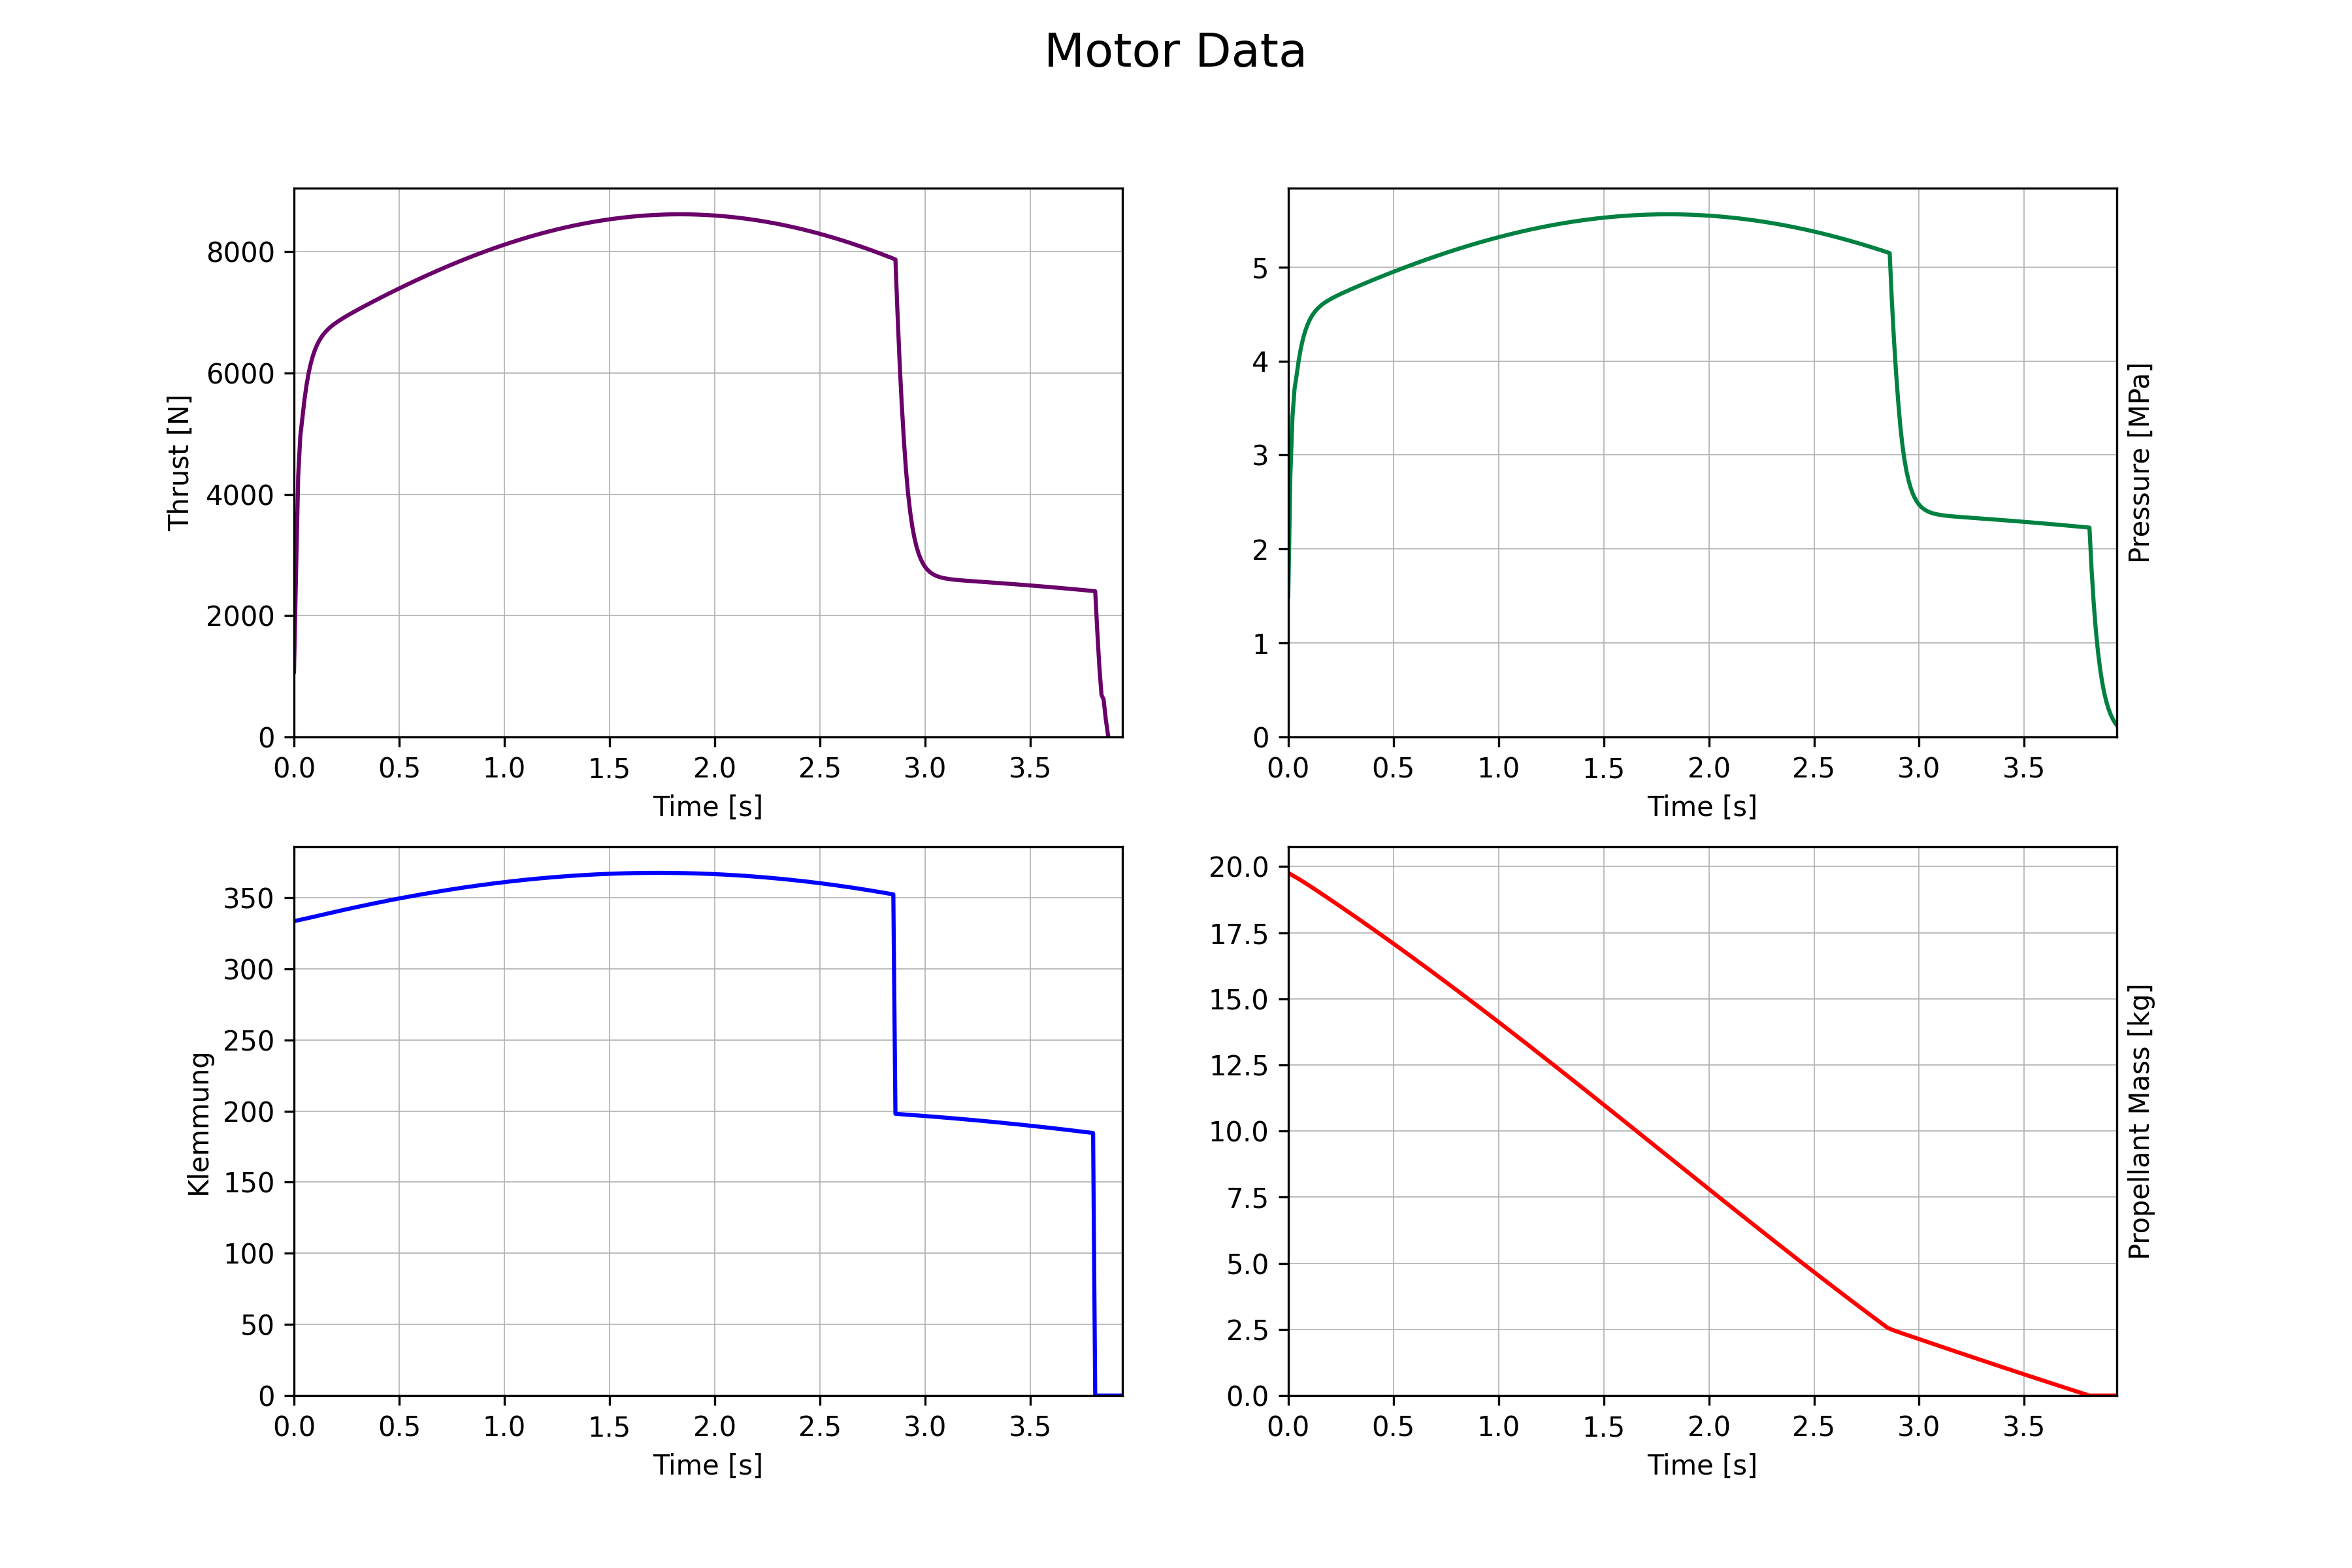 Motor Data
Thrust [N]
8000
6000
4000
2000
0
0.0 0.5 1.0 1.5 2.0 2.5 3.0 3.5
Time [s]
5
4
3
2
1
0
0.0 0.5 1.0 1.5 2.0 2.5 3.0 3.5
Time [s]
Pressure [MPa]
Klemmung
350
300
250
200
150
100
50
0
0.0 0.5 1.0 1.5 2.0 2.5 3.0 3.5
Time [s]
20.0
17.5
15.0
12.5
10.0
7.5
5.0
2.5
0.0
0.0 0.5 1.0 1.5 2.0 2.5 3.0 3.5
Time [s]
Propellant Mass [kg]